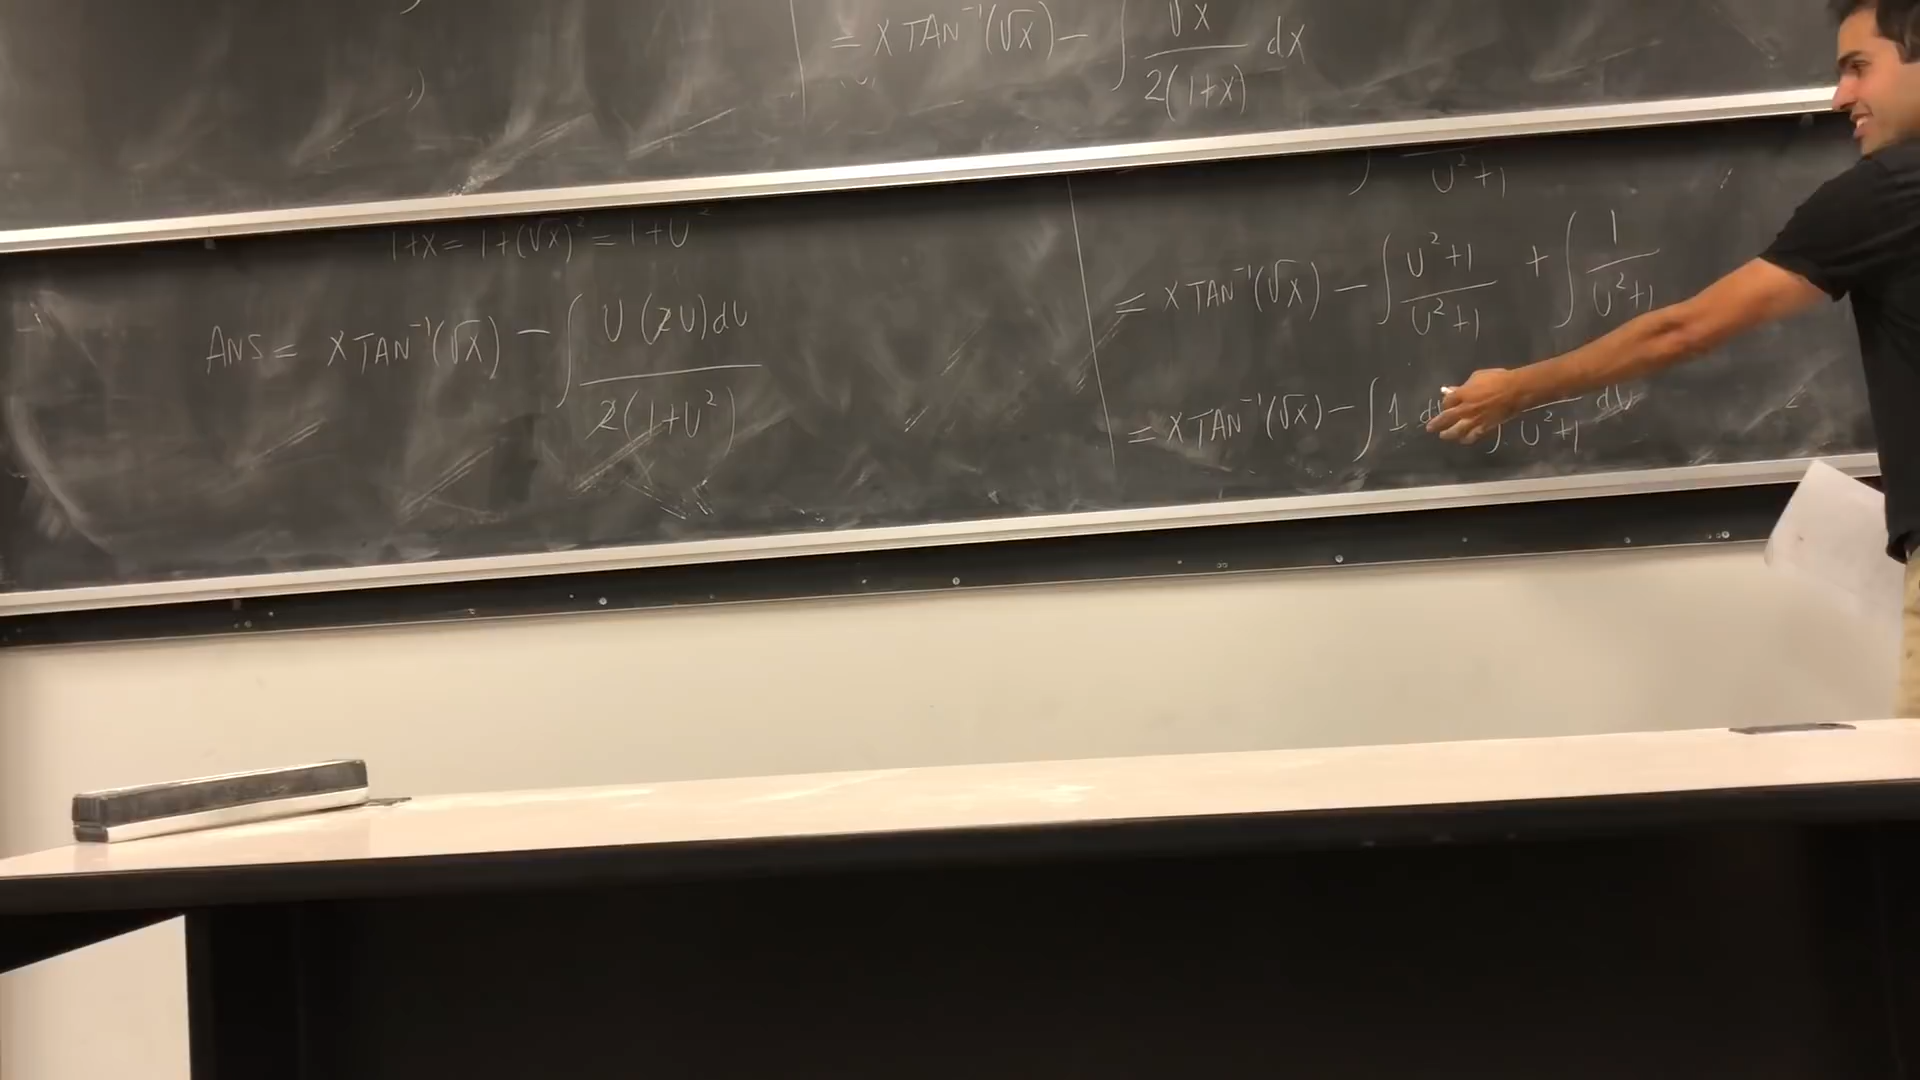 = x TAN⁻¹(√x) − ∫ √x / 2(1+x) dx
1+x = 1+(√x)² = 1+U²
ANS = x TAN⁻¹(√x) − ∫ U(2U)dU / 2(1+U²)
U²+1
= x TAN⁻¹(√x) − ∫ U²+1 / U²+1 + ∫ 1 / U²+1
= x TAN⁻¹(√x) − ∫ 1 dU ∫ U²+1 dU